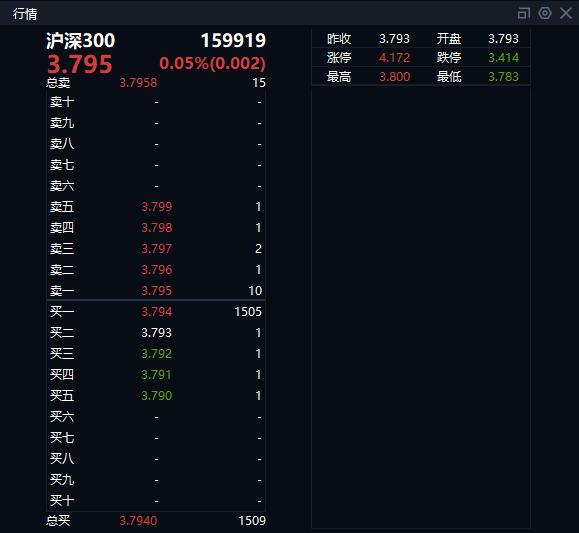 行情
沪深300 159919
3.795 0.05%(0.002)
总卖 3.7958 15
卖十 - -
卖九 - -
卖八 - -
卖七 - -
卖六 - -
卖五 3.799 1
卖四 3.798 1
卖三 3.797 2
卖二 3.796 1
卖一 3.795 10
买一 3.794 1505
买二 3.793 1
买三 3.792 1
买四 3.791 1
买五 3.790 1
买六 - -
买七 - -
买八 - -
买九 - -
买十 - -
总买 3.7940 1509
昨收 3.793 开盘 3.793
涨停 4.172 跌停 3.414
最高 3.800 最低 3.783